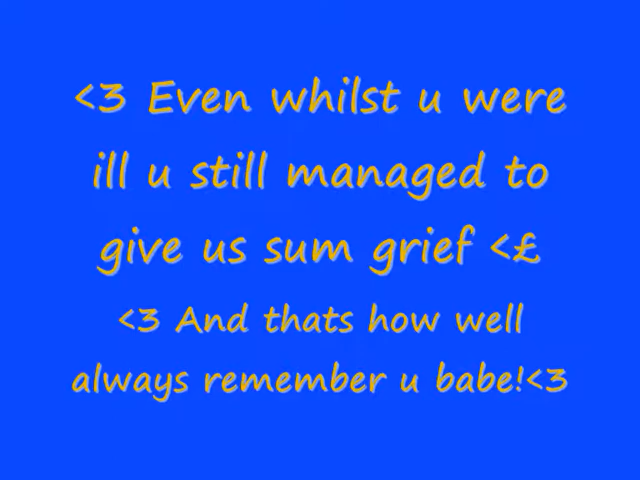 <3 Even whilst u were
ill u still managed to
give us sum grief <£
<3 And thats how well
always remember u babe!<3